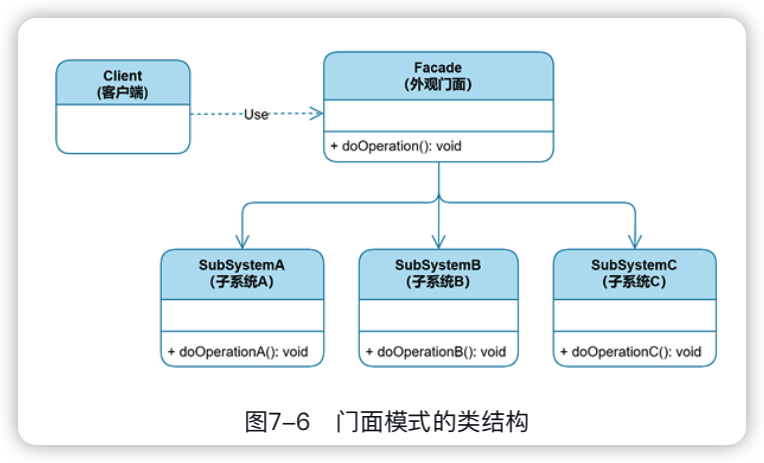 Client
(客户端)
Use
Facade
(外观门面)
+ doOperation(): void
SubSystemA
(子系统A)
+ doOperationA(): void
SubSystemB
(子系统B)
+ doOperationB(): void
SubSystemC
(子系统C)
+ doOperationC(): void
图7–6 门面模式的类结构